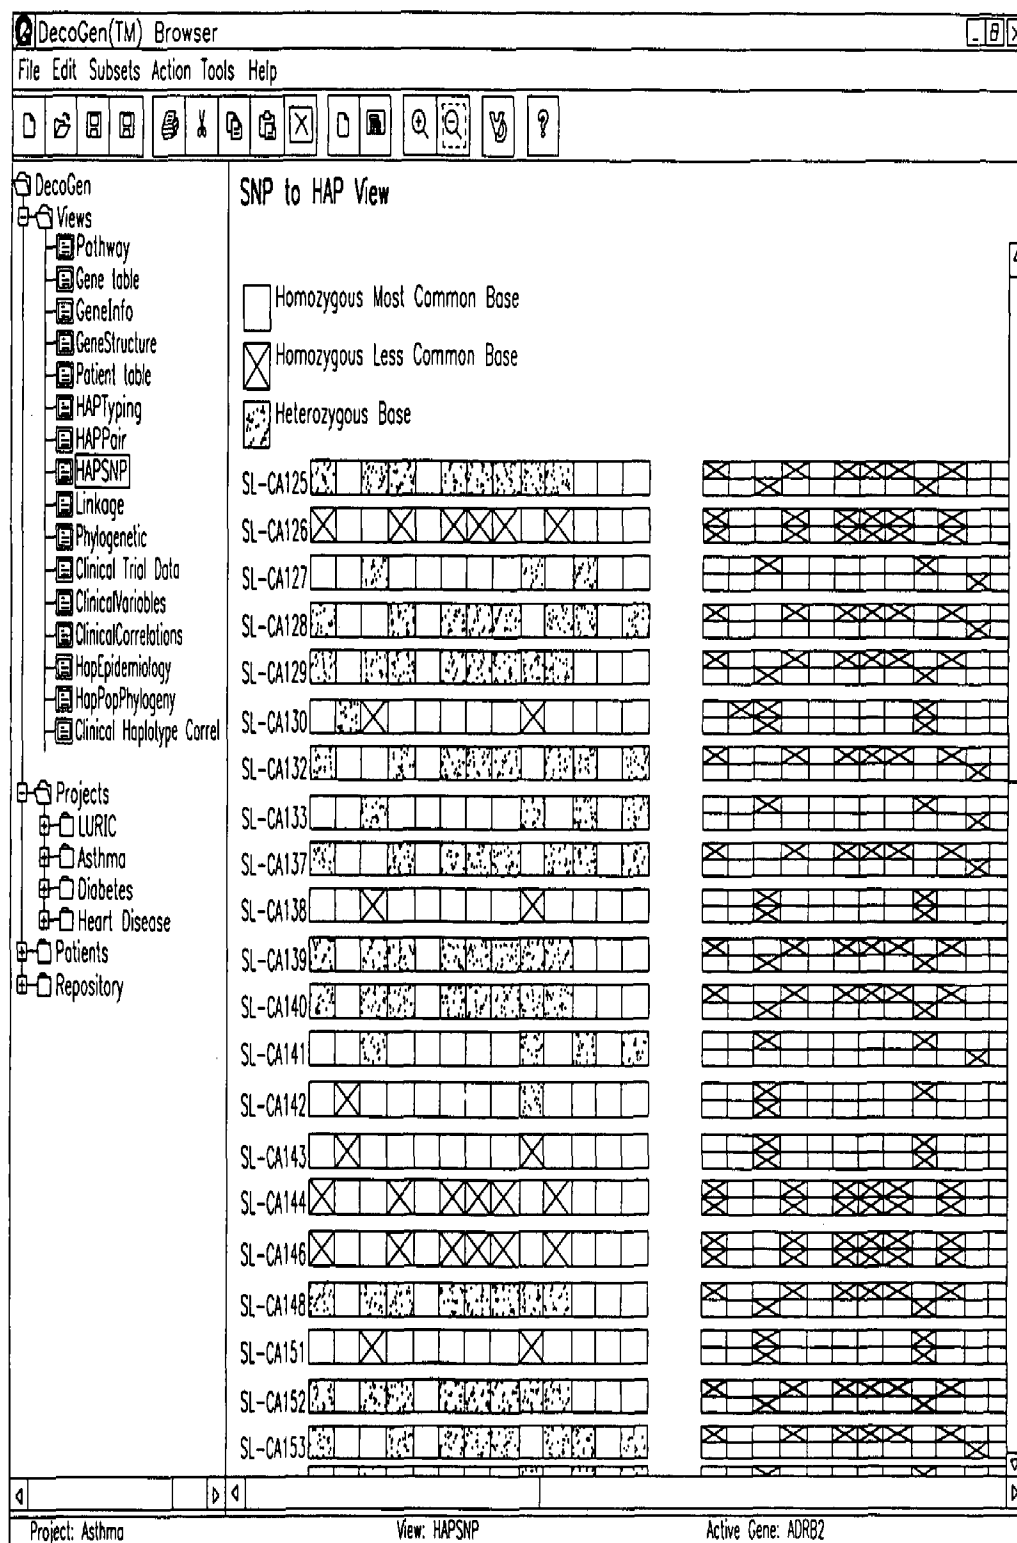 DecoGen(TM) Browser
File Edit Subsets Action Tools Help
DecoGen
Views
Pathway
Gene table
GeneInfo
GeneStructure
Patient table
HAPTyping
HAPPair
HAPSNP
Linkage
Phylogenetic
Clinical Trial Data
ClinicalVariables
ClinicalCorrelations
HapEpidemiology
HapPopPhylogeny
Clinical Haplotype Correl
Projects
LURIC
Asthma
Diabetes
Heart Disease
Patients
Repository
SNP to HAP View
Homozygous Most Common Base
Homozygous Less Common Base
Heterozygous Base
SL-CA125
SL-CA126
SL-CA127
SL-CA128
SL-CA129
SL-CA130
SL-CA132
SL-CA133
SL-CA137
SL-CA138
SL-CA139
SL-CA140
SL-CA141
SL-CA142
SL-CA143
SL-CA144
SL-CA146
SL-CA148
SL-CA151
SL-CA152
SL-CA153
Project: Asthma View: HAPSNP Active Gene: ADRB2